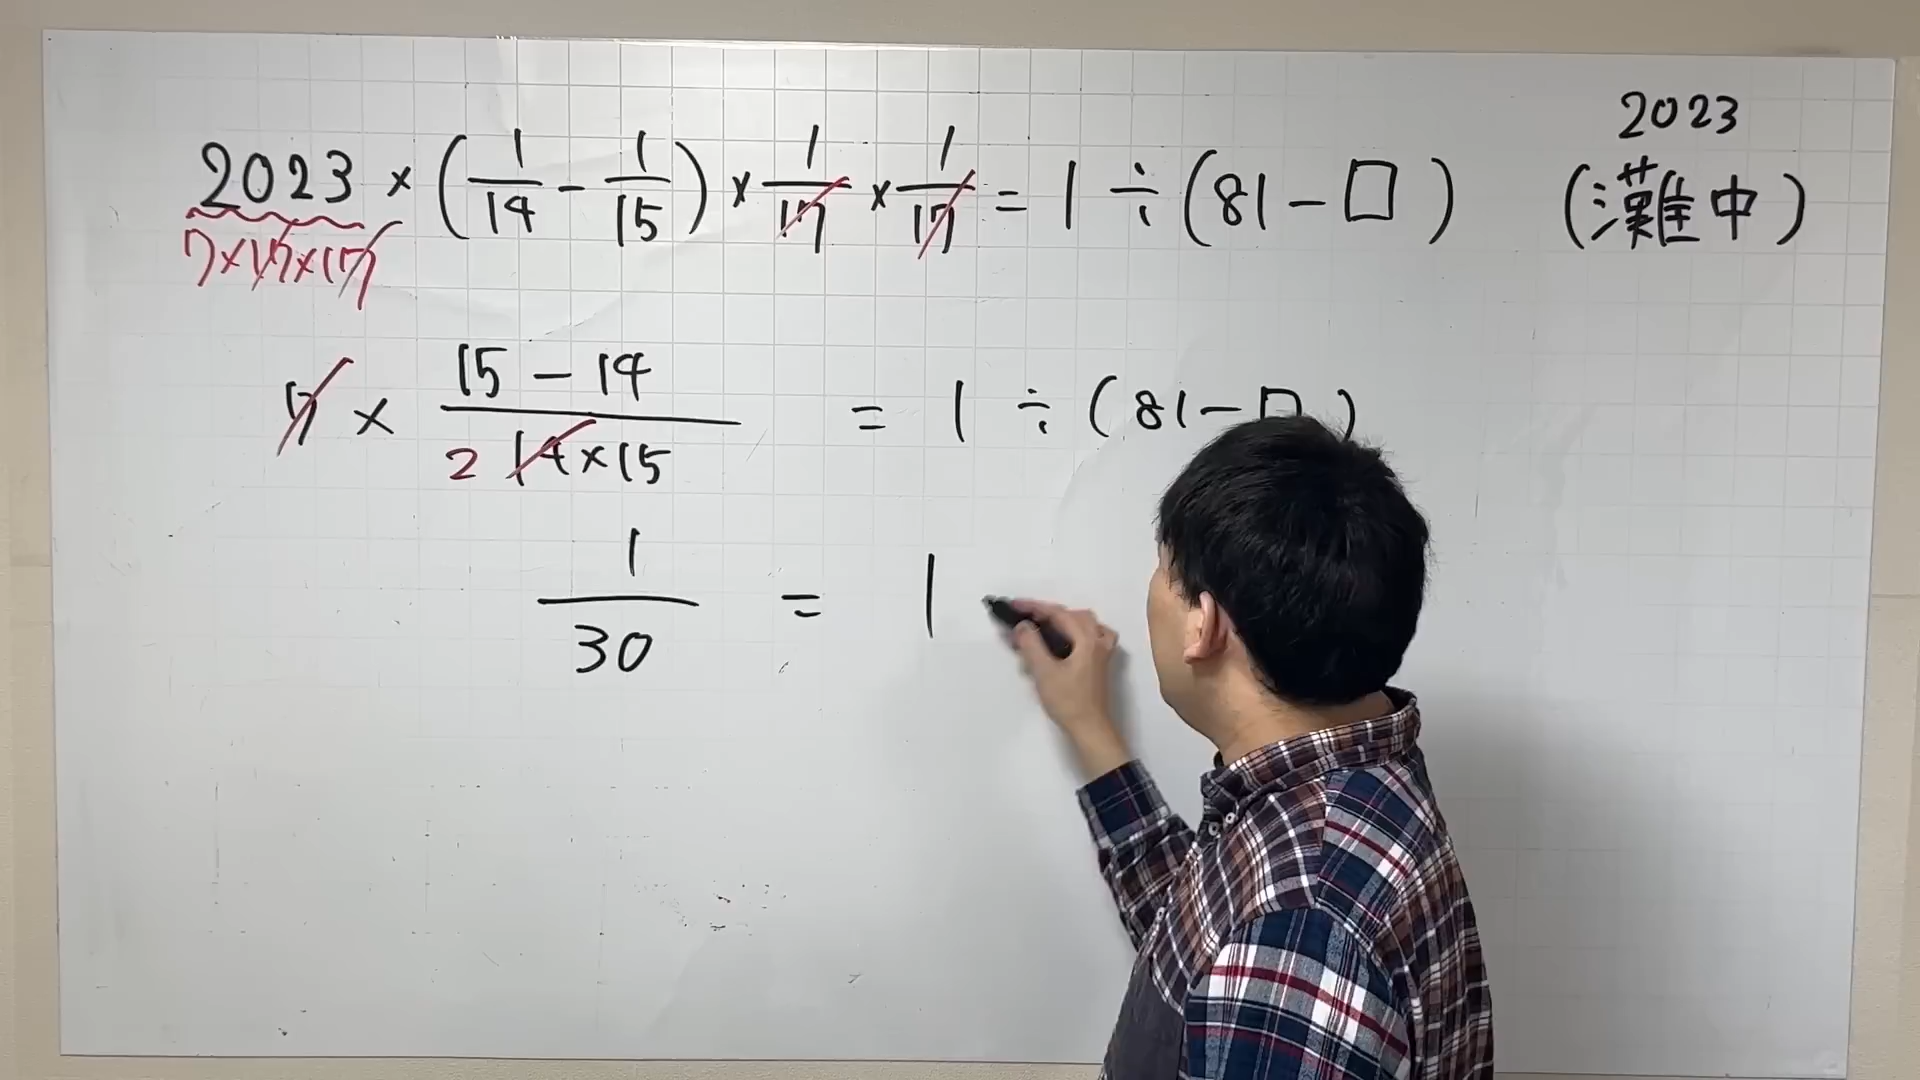 2023 × (1/14 − 1/15) × 1/17 × 1/17 = 1 ÷ (81 − □)
7×17×17
2023
(灘中)
7 × (15 − 14)/(14×15) = 1 ÷ (81 − □)
2
1/30 = 1